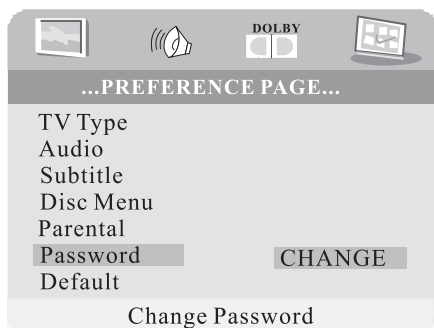 DOLBY
...PREFERENCE PAGE...
TV Type
Audio
Subtitle
Disc Menu
Parental
Password CHANGE
Default
Change Password